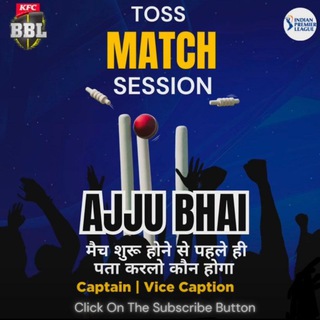 KFC
BBL
INDIAN
PREMIER
LEAGUE
TOSS
MATCH
SESSION
AJJU BHAI
मैच शुरू होने से पहले ही
पता करलो कौन होगा
Captain | Vice Caption
Click On The Subscribe Button